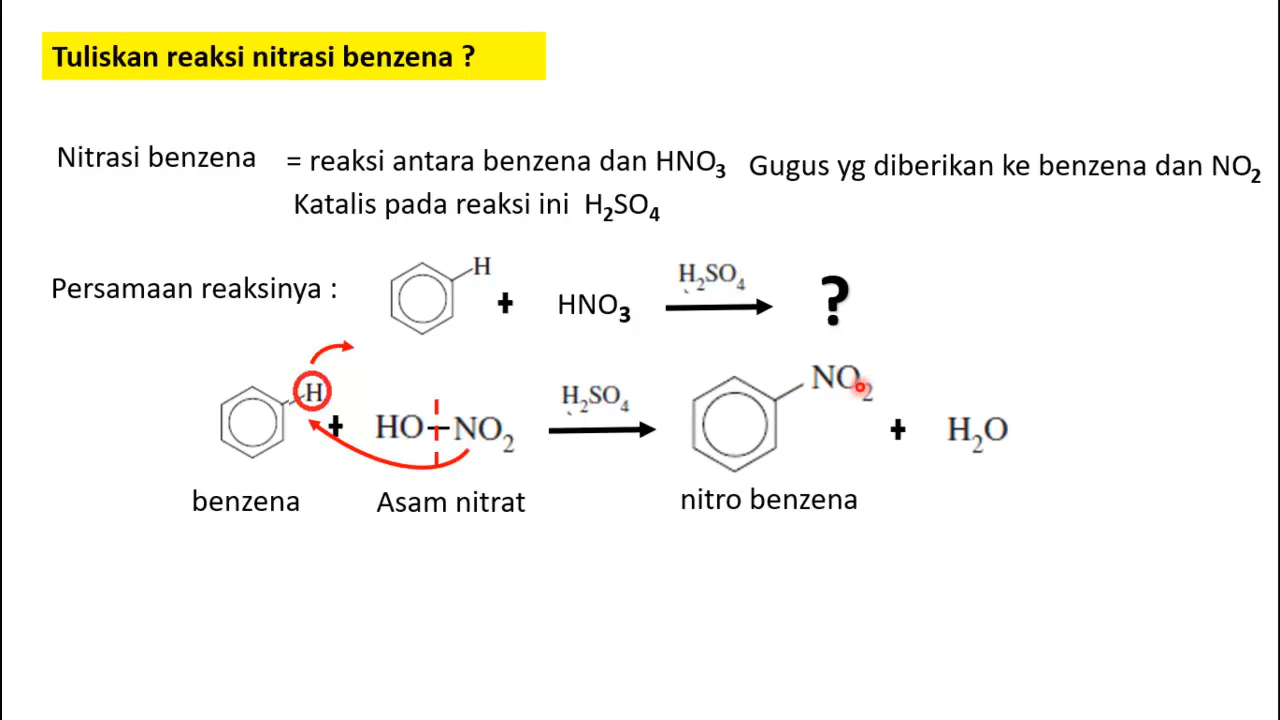 Tuliskan reaksi nitrasi benzena ?
Nitrasi benzena = reaksi antara benzena dan HNO₃ Gugus yg diberikan ke benzena dan NO₂
Katalis pada reaksi ini H₂SO₄
Persamaan reaksinya : H + HNO₃ H₂SO₄ ?
H + HO–NO₂ H₂SO₄ NO₂ + H₂O
benzena Asam nitrat nitro benzena